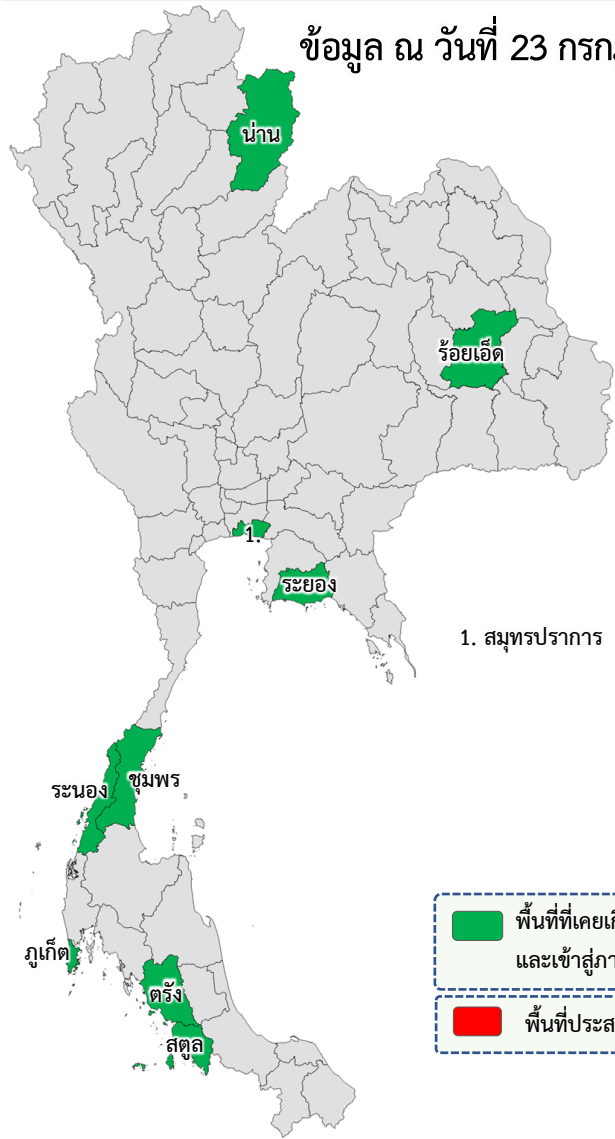 ข้อมูล ณ วันที่ 23 กรก
น่าน
ร้อยเอ็ด
1.
ระยอง
1. สมุทรปราการ
ระนอง
ชุมพร
ภูเก็ต
ตรัง
สตูล
พื้นที่ที่เคยเกิ
และเข้าสู่ภา
พื้นที่ประส